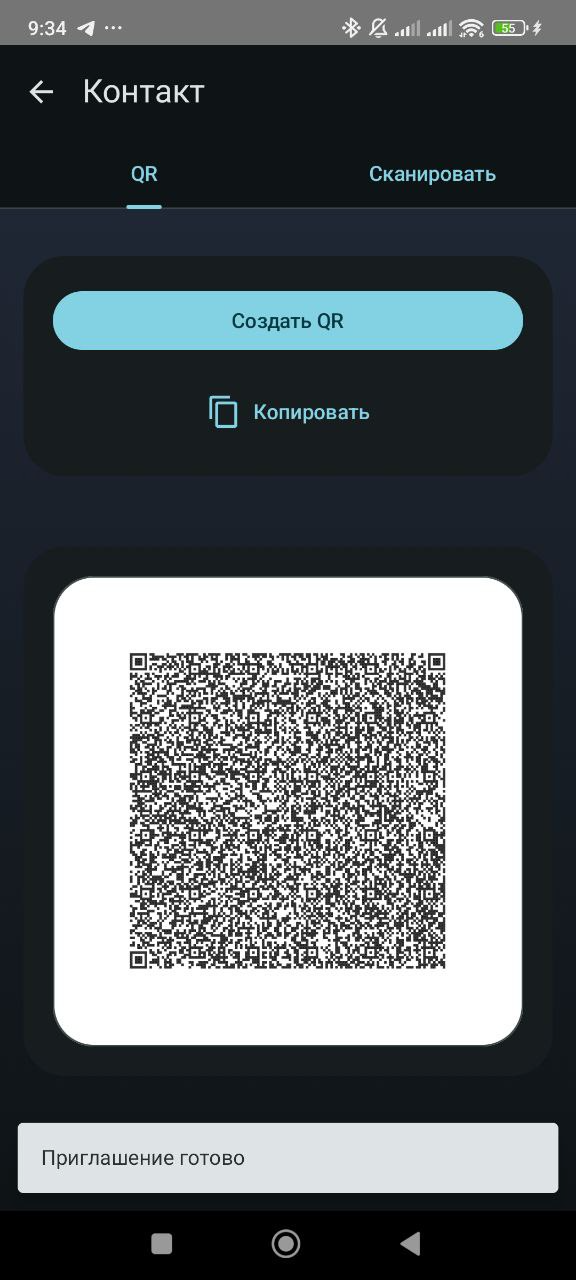 9:34
55
Контакт
QR
Сканировать
Создать QR
Копировать
Приглашение готово